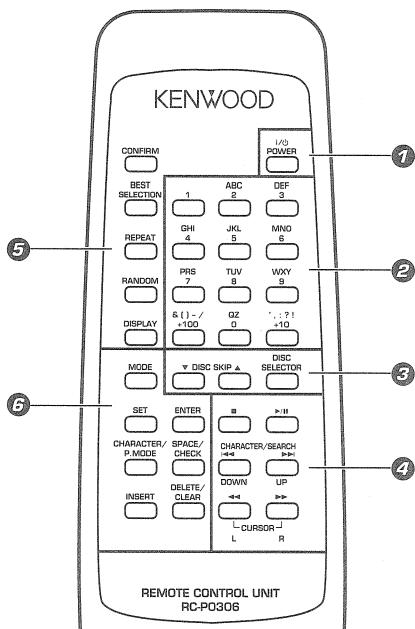 KENWOOD
I/⏻
CONFIRM POWER
1
BEST ABC DEF
SELECTION 1 2 3
GHI JKL MNO
REPEAT 4 5 6
5
2
PRS TUV WXY
RANDOM 7 8 9
& ( ) - / QZ ' , : ? !
DISPLAY +100 0 +10
DISC
MODE ▼ DISC SKIP ▲ SELECTOR
3
6
SET ENTER ■ ▶/II
CHARACTER/ SPACE/ CHARACTER/SEARCH
P.MODE CHECK |◀◀ ▶▶|
4
DOWN UP
DELETE/
INSERT CLEAR ◀◀ ▶▶
CURSOR
L R
REMOTE CONTROL UNIT
RC-P0306